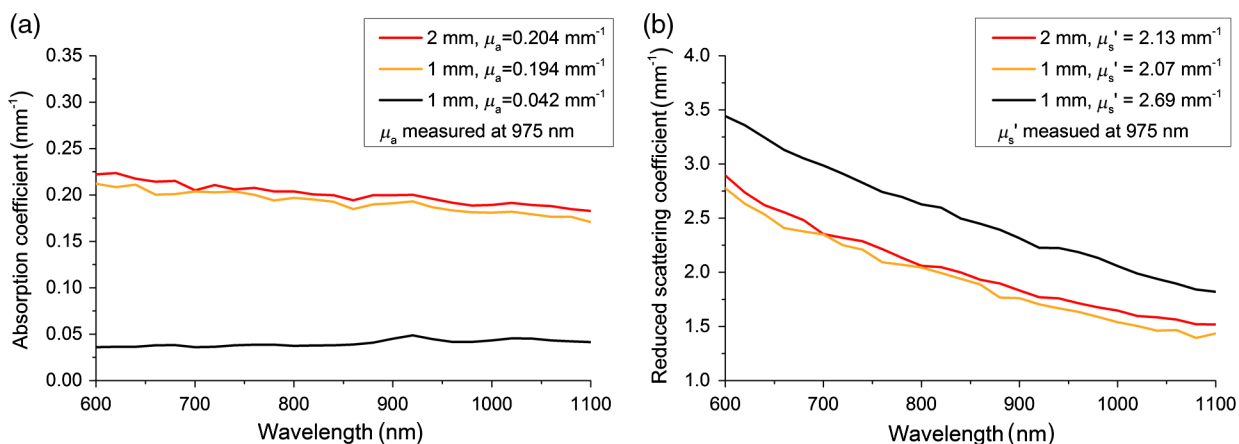 (a)
2 mm, μa=0.204 mm-1
1 mm, μa=0.194 mm-1
1 mm, μa=0.042 mm-1
μa measured at 975 nm
Absorption coefficient (mm-1)
0.35
0.30
0.25
0.20
0.15
0.10
0.05
0.00
600 700 800 900 1000 1100
Wavelength (nm)
(b)
2 mm, μs' = 2.13 mm-1
1 mm, μs' = 2.07 mm-1
1 mm, μs' = 2.69 mm-1
μs' measued at 975 nm
Reduced scattering coefficient (mm-1)
4.0
3.5
3.0
2.5
2.0
1.5
1.0
600 700 800 900 1000 1100
Wavelength (nm)